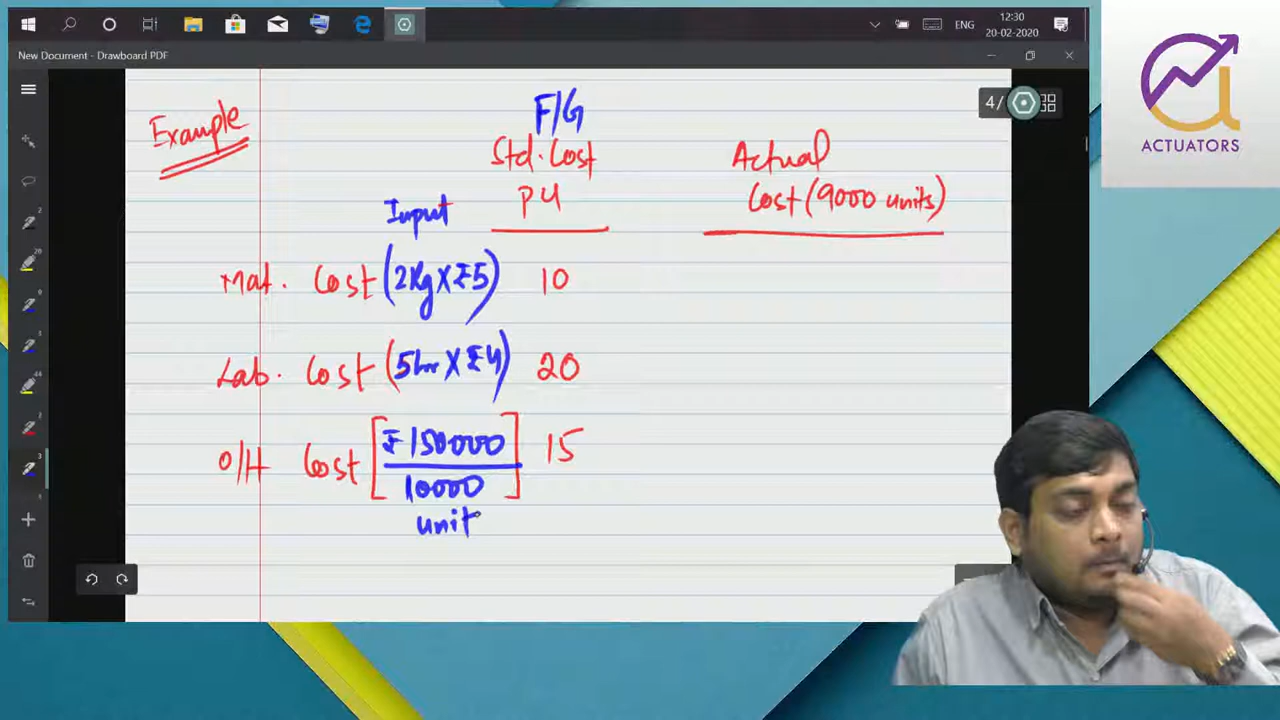 ENG
12:30
20-02-2020
New Document - Drawboard PDF
4/
ACTUATORS
Example
F/G
Std. Cost
PU
Actual
Cost (9000 units)
Input
Mat. Cost (2Kg X ₹5) 10
Lab. Cost (5hr X ₹4) 20
O/H Cost [₹150000 15
10000]
unit